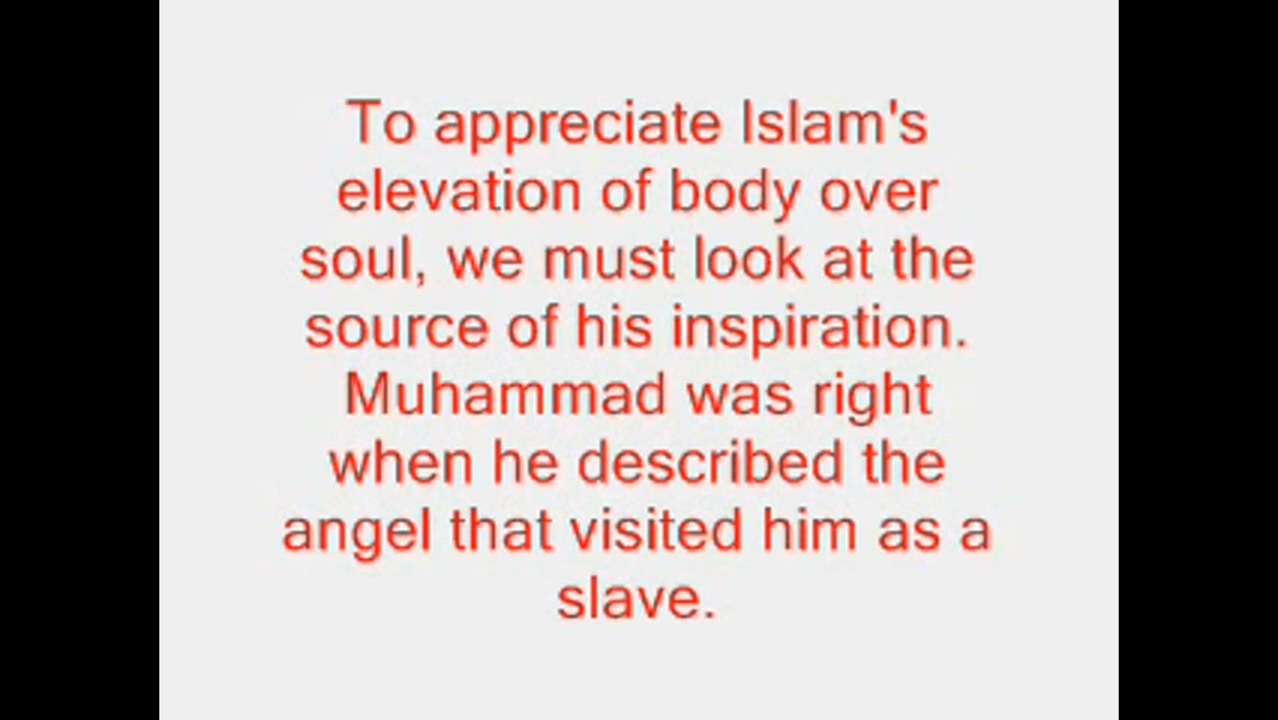 To appreciate Islam's
elevation of body over
soul, we must look at the
source of his inspiration.
Muhammad was right
when he described the
angel that visited him as a
slave.